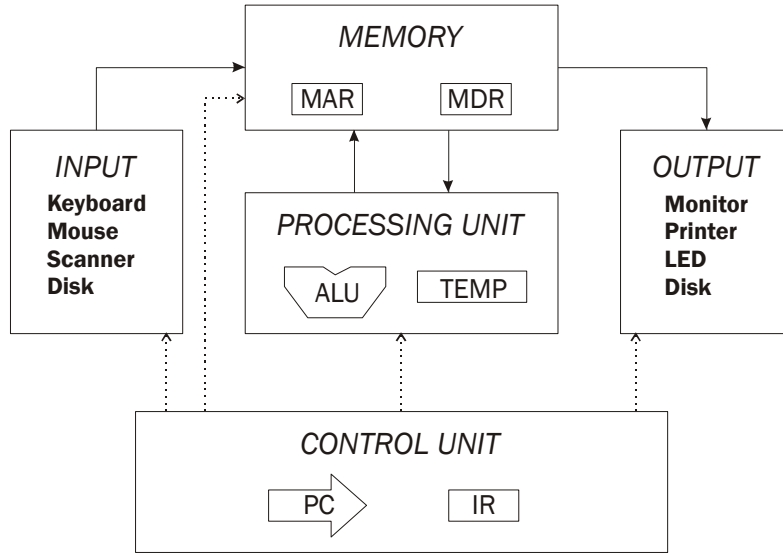 MEMORY
MAR
MDR
INPUT
Keyboard
Mouse
Scanner
Disk
PROCESSING UNIT
ALU
TEMP
OUTPUT
Monitor
Printer
LED
Disk
CONTROL UNIT
PC
IR